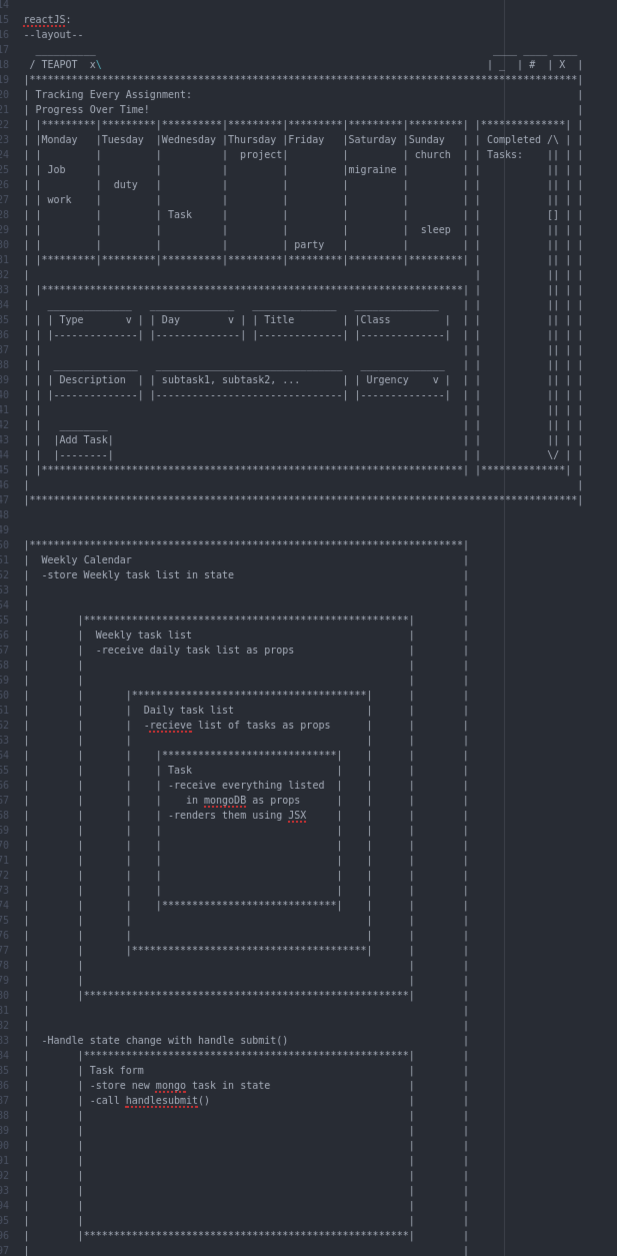 reactJS:
--layout--
/ TEAPOT x\ | _ | # | X |
Tracking Every Assignment:
Progress Over Time!
|Monday |Tuesday |Wednesday |Thursday |Friday |Saturday |Sunday | | Completed /\ | |
project| | church | | Tasks: || | |
Job |migraine | || | |
duty || | |
work || | |
Task [] | |
sleep || | |
party || | |
| Type v | | Day v | | Title | |Class |
| Description | | subtask1, subtask2, ... | | Urgency v |
|Add Task|
\/ | |
Weekly Calendar
-store Weekly task list in state
Weekly task list
-receive daily task list as props
Daily task list
-recieve list of tasks as props
Task
-receive everything listed
in mongoDB as props
-renders them using JSX
-Handle state change with handle submit()
Task form
-store new mongo task in state
-call handlesubmit()